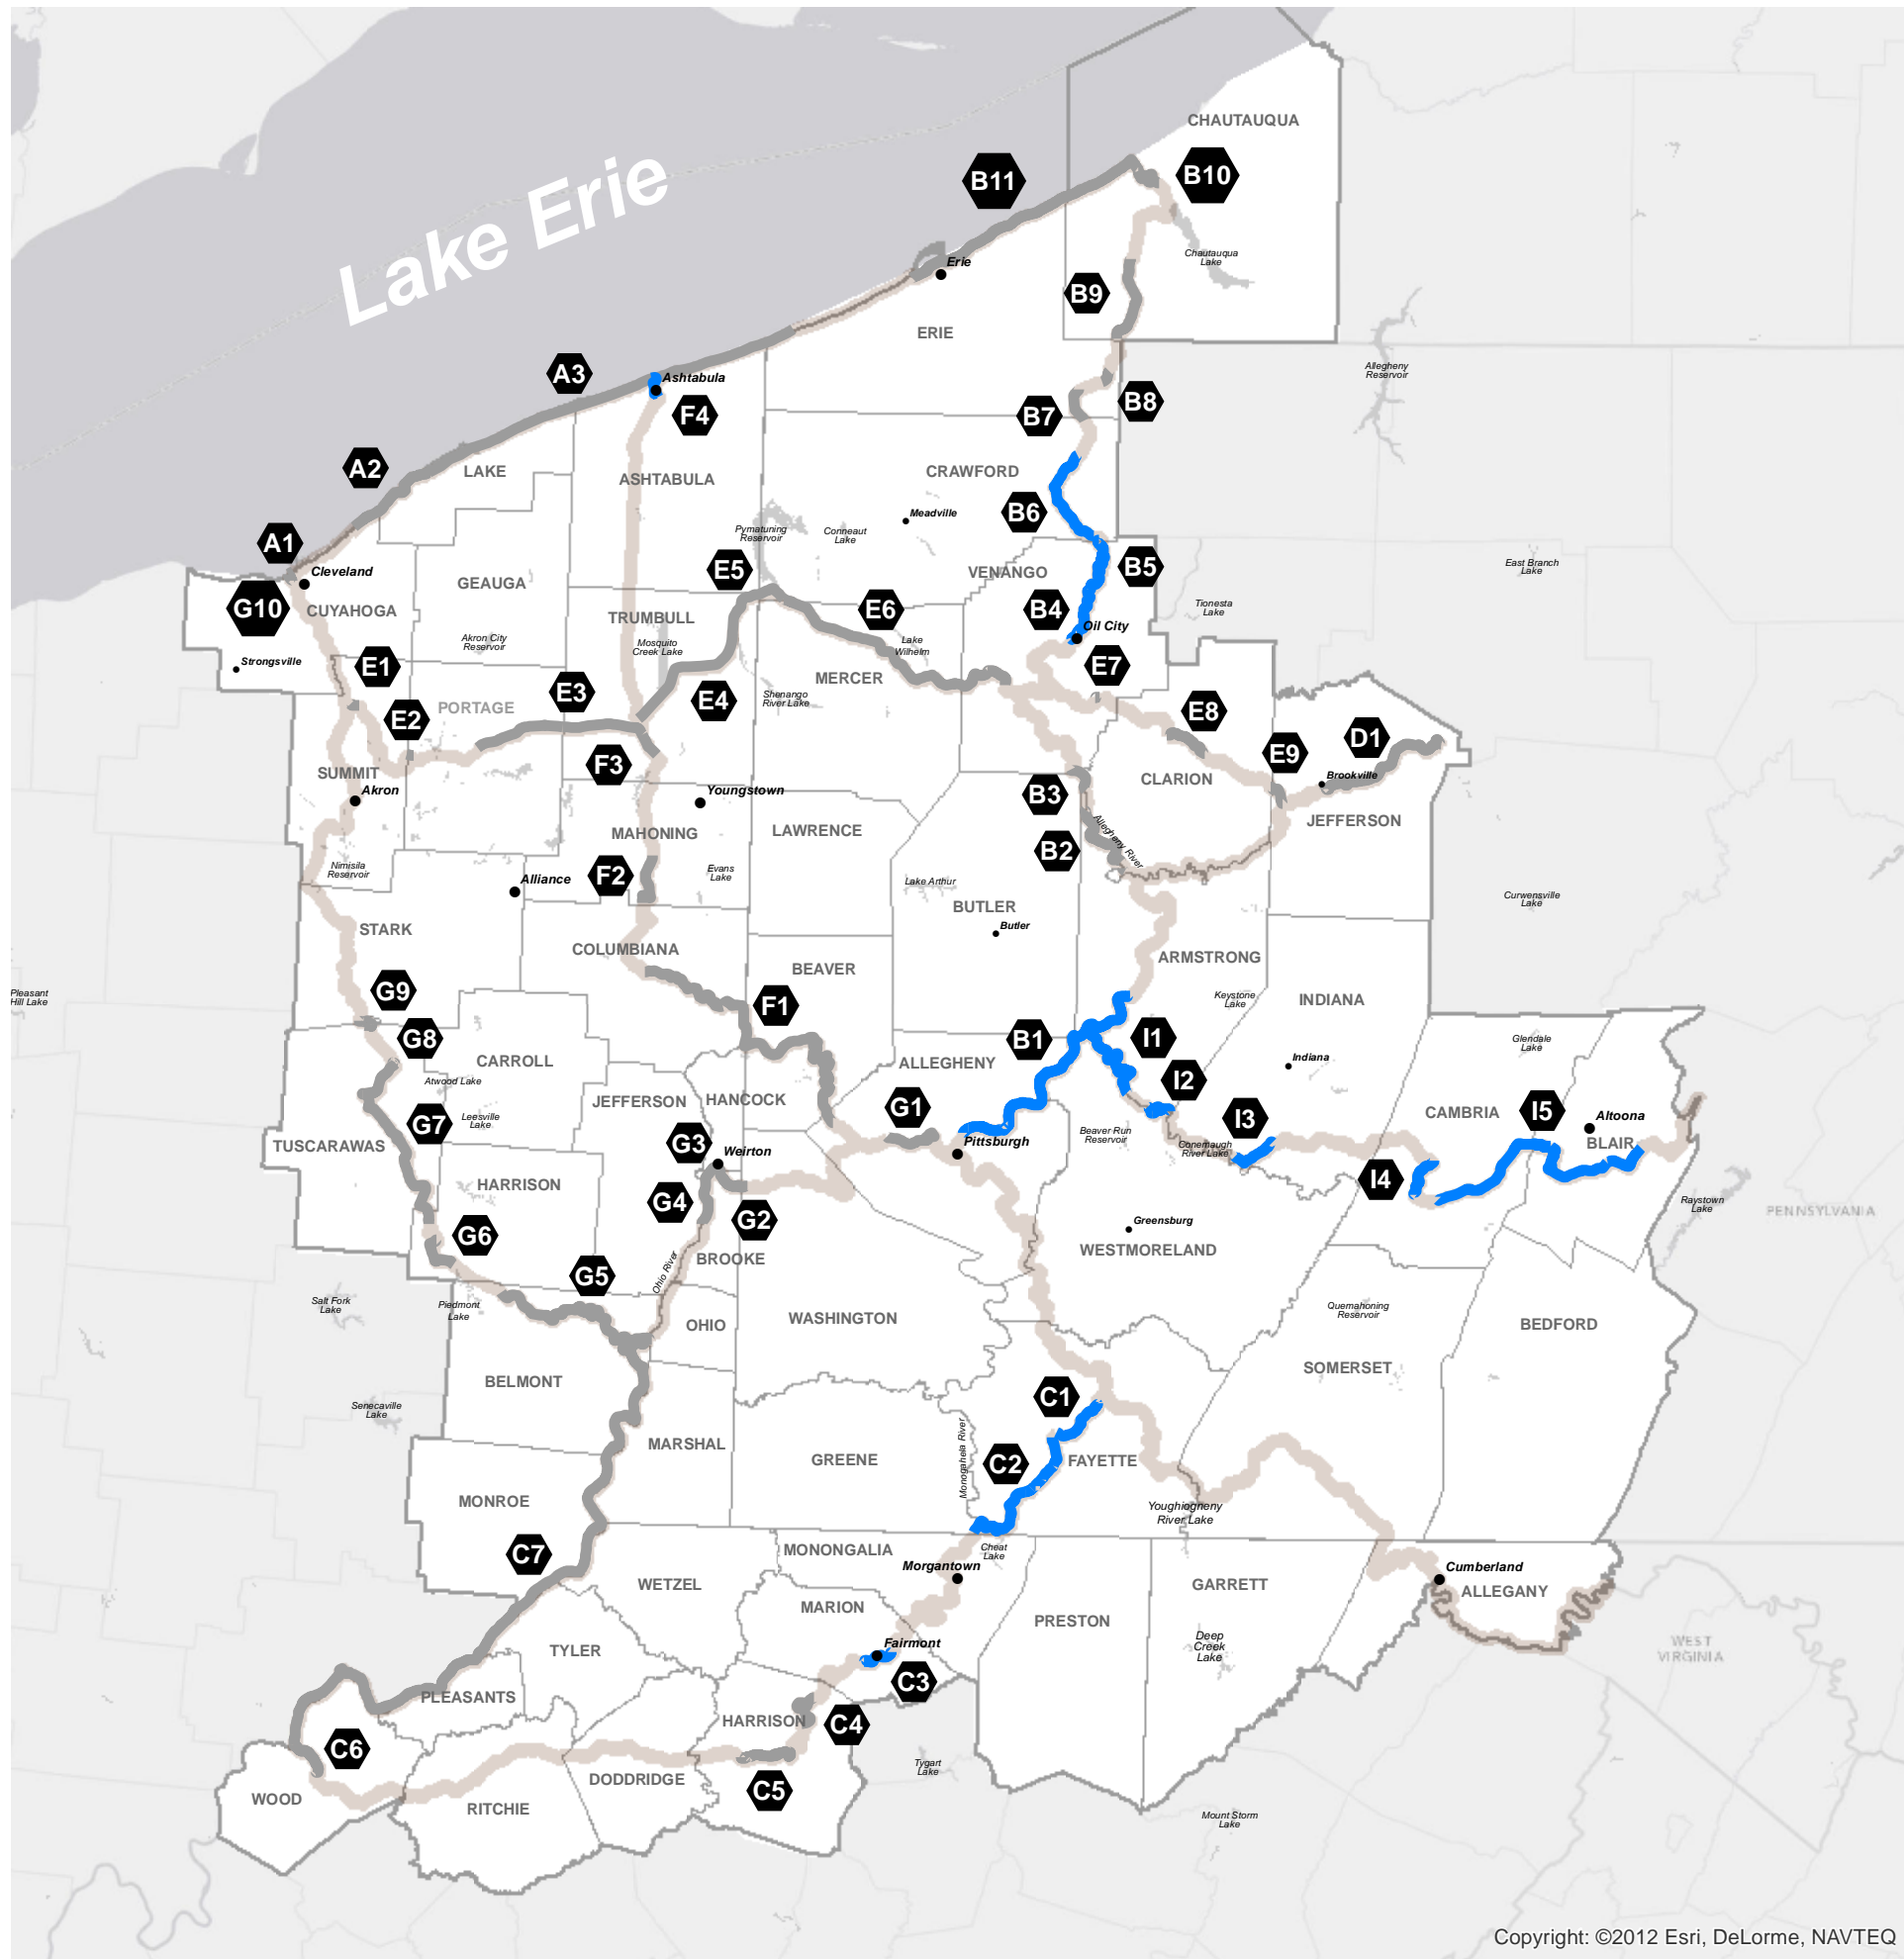 CHAUTAUQUA
B11
B10
Lake Erie
Chautauqua
Lake
Erie
B9
ERIE
A3
Ashtabula
Allegheny
Reservoir
F4
B7
B8
A2
LAKE
ASHTABULA
CRAWFORD
Meadville
B6
Pymatuning
Reservoir
Conneaut
Lake
A1
Cleveland
GEAUGA
E5
VENANGO
B5
East Branch
Lake
G10
CUYAHOGA
TRUMBULL
E6
B4
Tionesta
Lake
Oil City
Akron City
Reservoir
Mosquito
Creek Lake
Lake
Wilhelm
Strongsville
E1
E7
MERCER
E3
E4
Shenango
River Lake
PORTAGE
E2
E8
D1
E9
F3
SUMMIT
CLARION
Brookville
Akron
Youngstown
B3
JEFFERSON
MAHONING
LAWRENCE
Allegheny River
B2
Nimisila
Reservoir
F2
Evans
Lake
Alliance
Lake Arthur
Curwensville
Lake
BUTLER
STARK
Butler
COLUMBIANA
ARMSTRONG
BEAVER
Pleasant
Hill Lake
G9
Keystone
Lake
INDIANA
F1
G8
B1
I1
Glendale
Lake
CARROLL
ALLEGHENY
Indiana
Atwood Lake
I2
JEFFERSON
HANCOCK
G1
CAMBRIA
I5
Leesville
Lake
G7
I3
Altoona
TUSCARAWAS
G3
Beaver Run
Reservoir
Pittsburgh
Conemaugh
River Lake
BLAIR
Weirton
HARRISON
I4
G4
Raystown
Lake
PENNSYLVANIA
G2
Greensburg
G6
WESTMORELAND
BROOKE
Ohio River
G5
Salt Fork
Lake
Piedmont
Lake
Quemahoning
Reservoir
WASHINGTON
OHIO
BEDFORD
SOMERSET
BELMONT
C1
Senecaville
Lake
MARSHAL
Monogahela River
GREENE
C2
FAYETTE
MONROE
Youghiogneny
River Lake
C7
MONONGALIA
Cheat
Lake
Morgantown
Cumberland
WETZEL
GARRETT
ALLEGANY
MARION
PRESTON
Fairmont
Deep
Creek
Lake
WEST
VIRGINIA
TYLER
C3
PLEASANTS
HARRISON
C4
C6
Tygart
Lake
DODDRIDGE
C5
WOOD
RITCHIE
Mount Storm
Lake
Copyright: ©2012 Esri, DeLorme, NAVTEQ